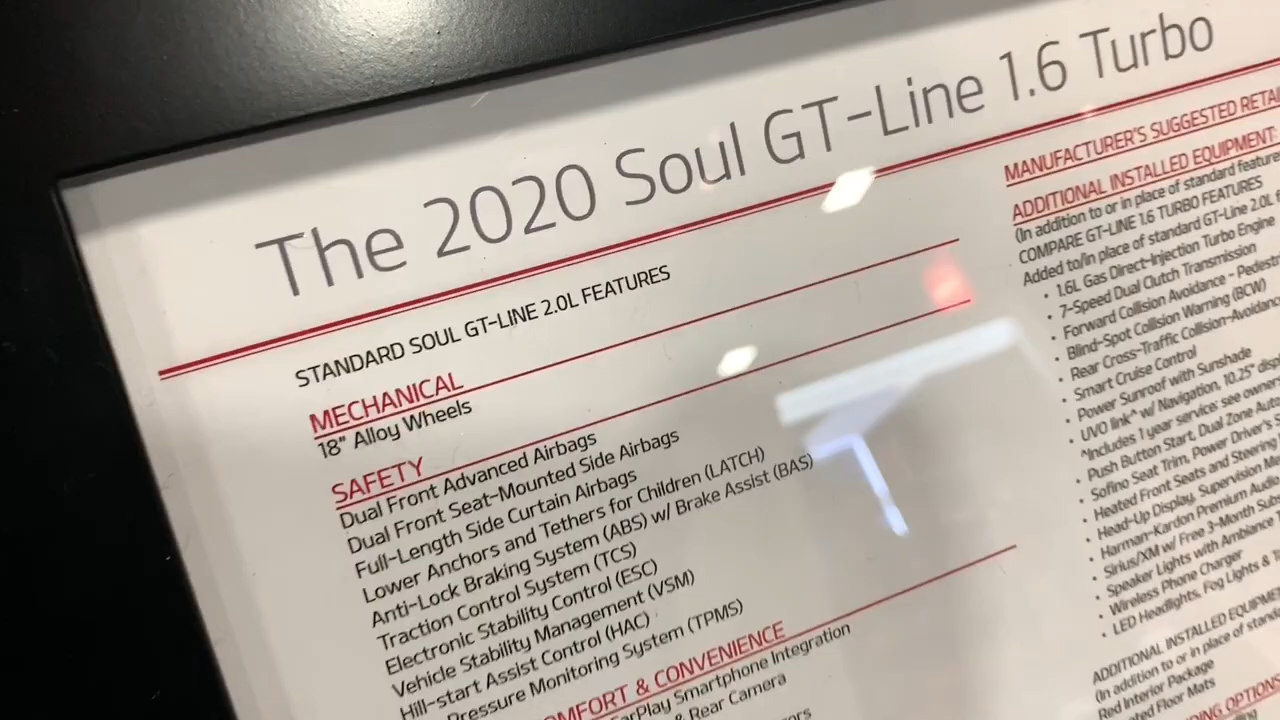 The 2020 Soul GT-Line 1.6 Turbo
STANDARD SOUL GT-LINE 2.0L FEATURES
MECHANICAL
18" Alloy Wheels
SAFETY
Dual Front Advanced Airbags
Dual Front Seat-Mounted Side Airbags
Full-Length Side Curtain Airbags
Lower Anchors and Tethers for Children (LATCH)
Anti-Lock Braking System (ABS) w/ Brake Assist (BAS)
Traction Control System (TCS)
Electronic Stability Control (ESC)
Vehicle Stability Management (VSM)
Hill-start Assist Control (HAC)
Pressure Monitoring System (TPMS)
& CONVENIENCE
Smartphone Integration
& Rear Camera
MANUFACTURER'S SUGGESTED
ADDITIONAL INSTALLED EQUIPMENT:
(In addition to or in place of standard
COMPARE GT-LINE 1.6 TURBO FEATURES
Added to/in place of standard GT-Line 2.0L
• 1.6L Gas Direct-Injection Turbo Engine
• 7-Speed Dual Clutch Transmission
• Forward Collision Avoidance -
• Blind-Spot Collision Warning (BCW)
• Rear Cross-Traffic
• Smart Cruise Control
• Power Sunroof with Sunshade
• UVO link^ w/ Navigation, 10.25"
^Includes 1 year service; see
• Push Button Start, Dual Zone
• Sofino Seat Trim, Power Driver's
• Heated Front Seats and Steering
• Head-Up Display, Supervision
• Harman-Kardon Premium
• Sirius/XM w/ Free 3-Month
• Speaker Lights with Ambiance
• Wireless Phone Charger
• LED Headlights, Fog Lights &
ADDITIONAL INSTALLED
(In addition to or in place of
Red Interior Package
Floor Mats